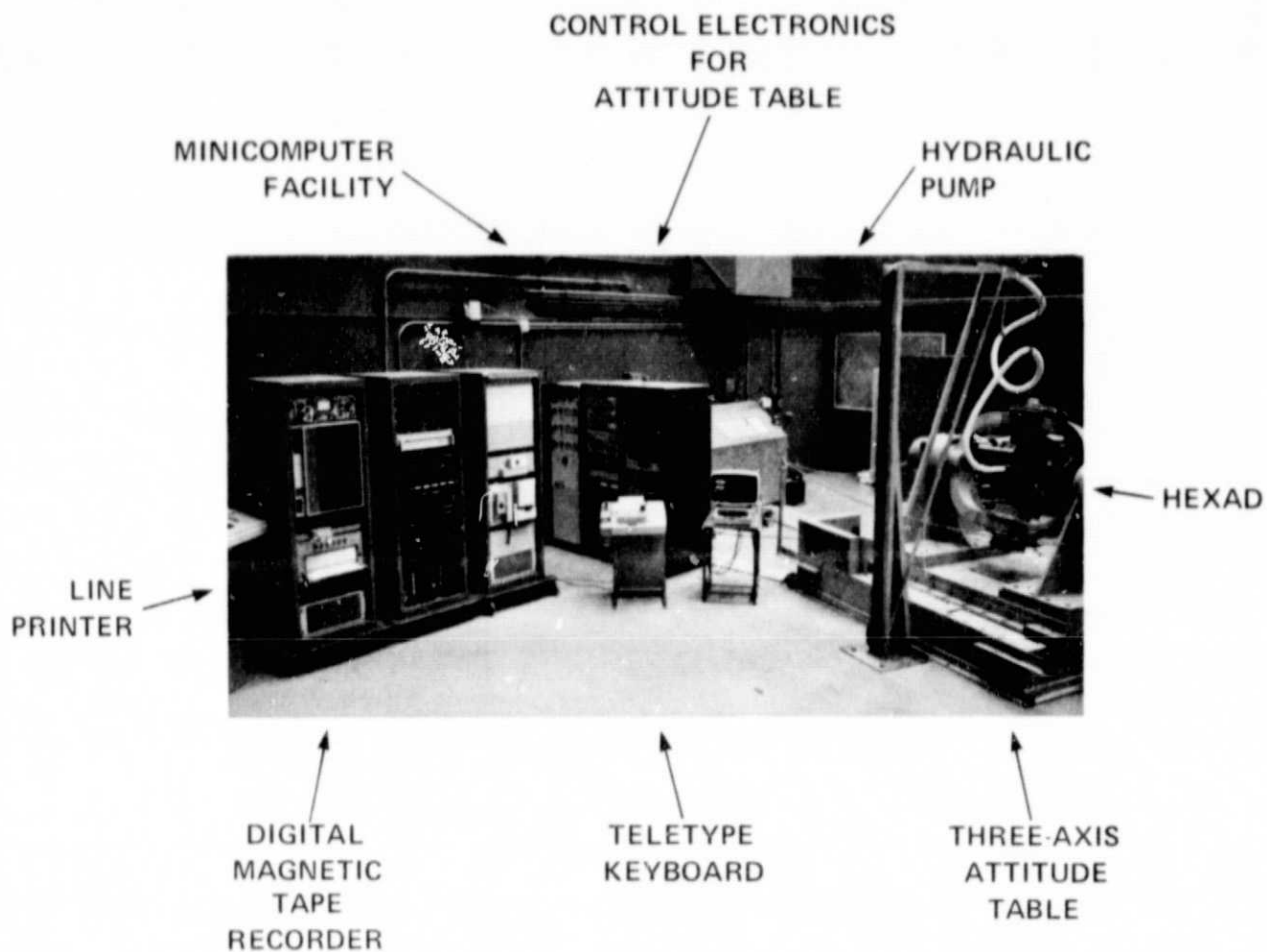 CONTROL ELECTRONICS
FOR
ATTITUDE TABLE
MINICOMPUTER
FACILITY
HYDRAULIC
PUMP
HEXAD
LINE
PRINTER
DIGITAL
MAGNETIC
TAPE
RECORDER
TELETYPE
KEYBOARD
THREE-AXIS
ATTITUDE
TABLE